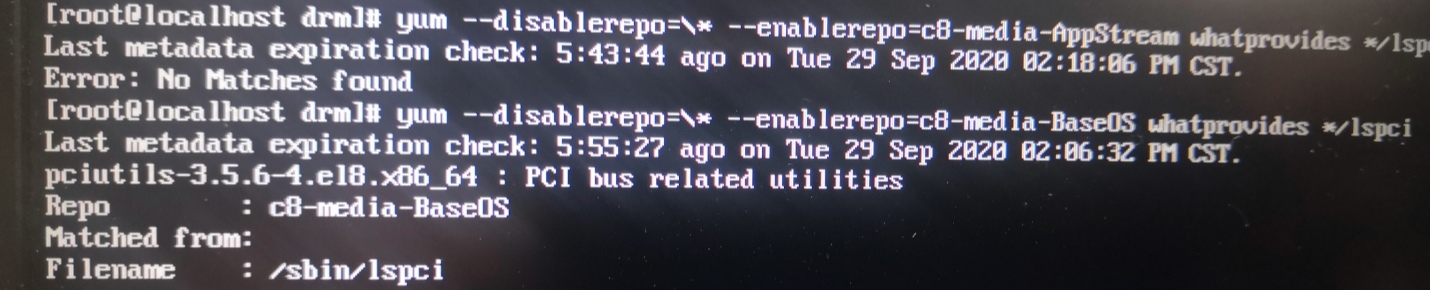 [root@localhost drm]# yum --disablerepo=\* --enablerepo=c8-media-AppStream whatprovides */lsp
Last metadata expiration check: 5:43:44 ago on Tue 29 Sep 2020 02:18:06 PM CST.
Error: No Matches found
[root@localhost drm]# yum --disablerepo=\* --enablerepo=c8-media-BaseOS whatprovides */lspci
Last metadata expiration check: 5:55:27 ago on Tue 29 Sep 2020 02:06:32 PM CST.
pciutils-3.5.6-4.el8.x86_64 : PCI bus related utilities
Repo : c8-media-BaseOS
Matched from:
Filename : /sbin/lspci